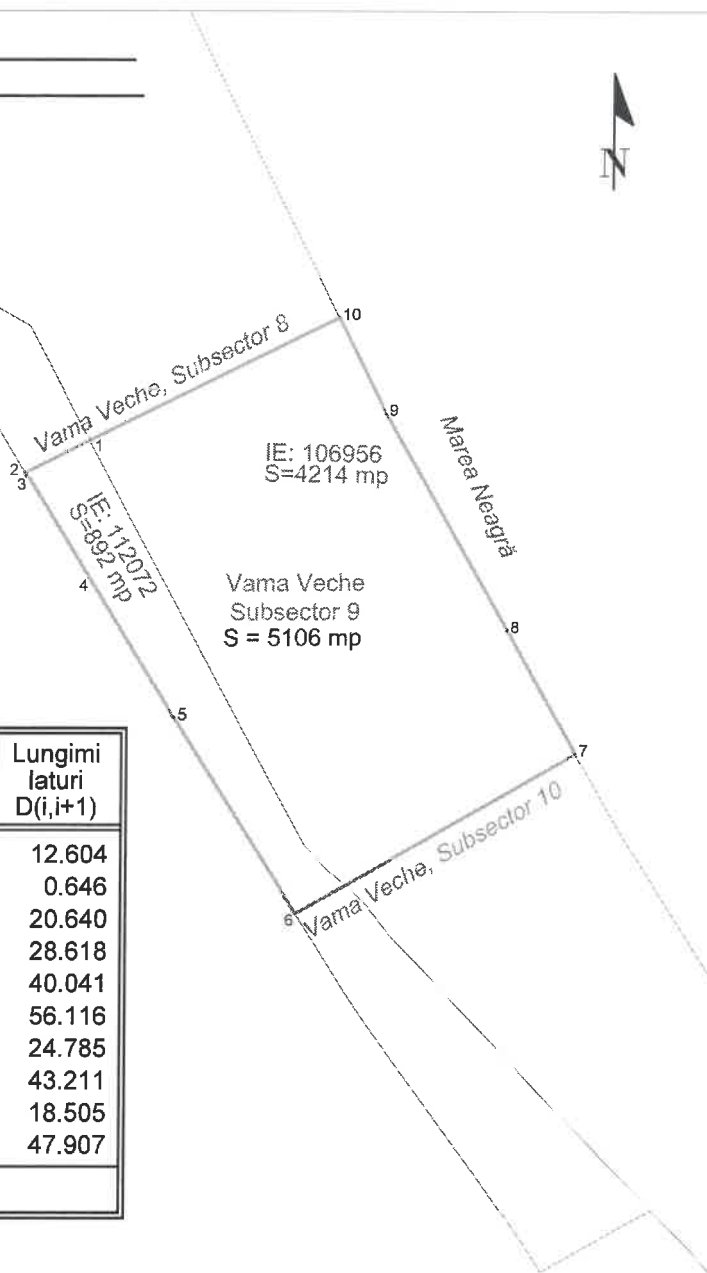 N
10
Vama Veche, Subsector 8
9
1
IE: 106956
S=4214 mp
Marea Neagră
2
3
IE: 112072
S=892 mp
4
Vama Veche
Subsector 9
S = 5106 mp
8
5
7
Vama Veche, Subsector 10
6
Lungimi
laturi
D(i,i+1)
12.604
0.646
20.640
28.618
40.041
56.116
24.785
43.211
18.505
47.907